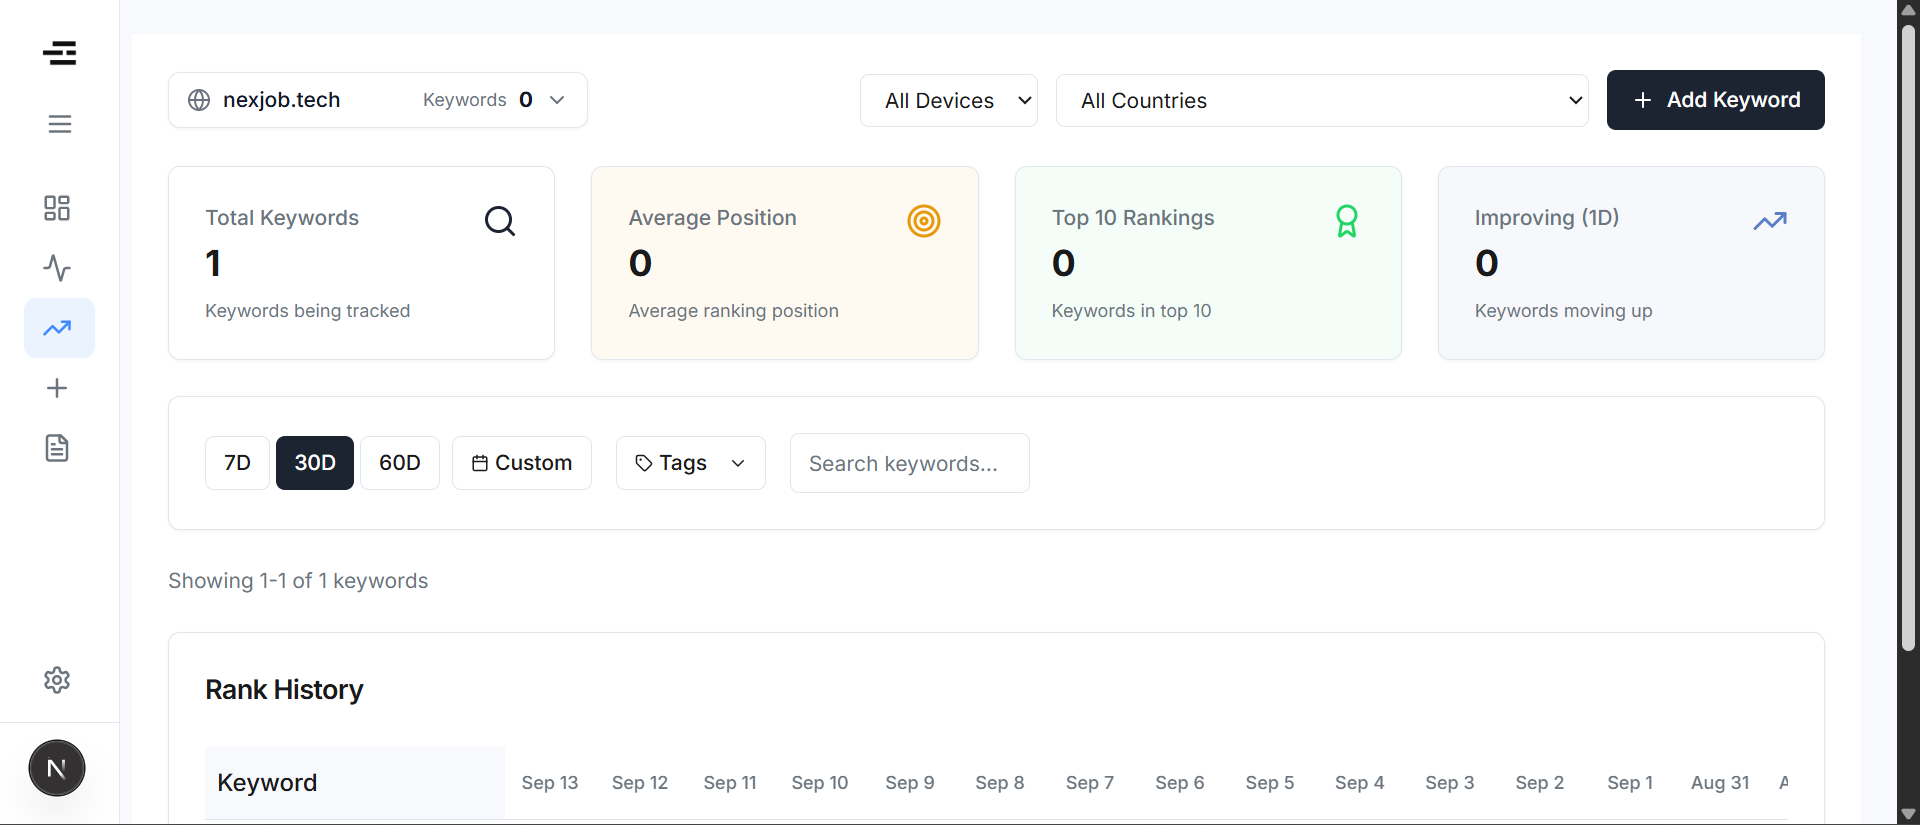 nexjob.tech Keywords 0
All Devices
All Countries
+ Add Keyword
Total Keywords
1
Keywords being tracked
Average Position
0
Average ranking position
Top 10 Rankings
0
Keywords in top 10
Improving (1D)
0
Keywords moving up
7D 30D 60D Custom Tags Search keywords...
Showing 1-1 of 1 keywords
Rank History
Keyword Sep 13 Sep 12 Sep 11 Sep 10 Sep 9 Sep 8 Sep 7 Sep 6 Sep 5 Sep 4 Sep 3 Sep 2 Sep 1 Aug 31
N